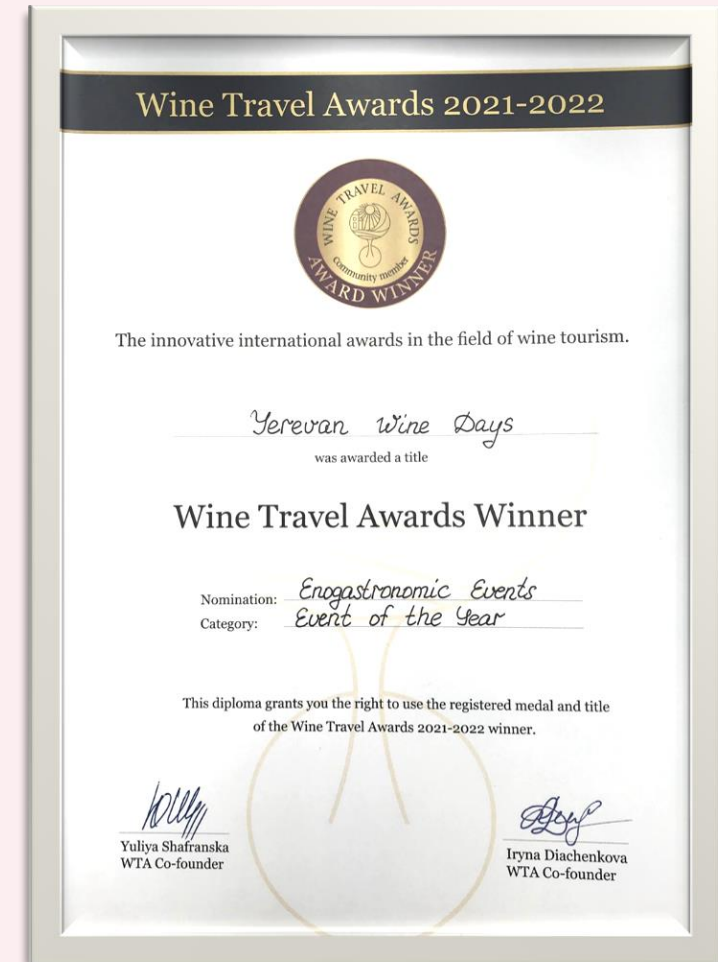 Wine Travel Awards 2021-2022
WINE TRAVEL AWARDS
community member
AWARD WINNER
The innovative international awards in the field of wine tourism.
Yerevan Wine Days
was awarded a title
Wine Travel Awards Winner
Nomination: Enogastronomic Events
Category: Event of the Year
This diploma grants you the right to use the registered medal and title
of the Wine Travel Awards 2021-2022 winner.
Yuliya Shafranska
WTA Co-founder
Iryna Diachenkova
WTA Co-founder